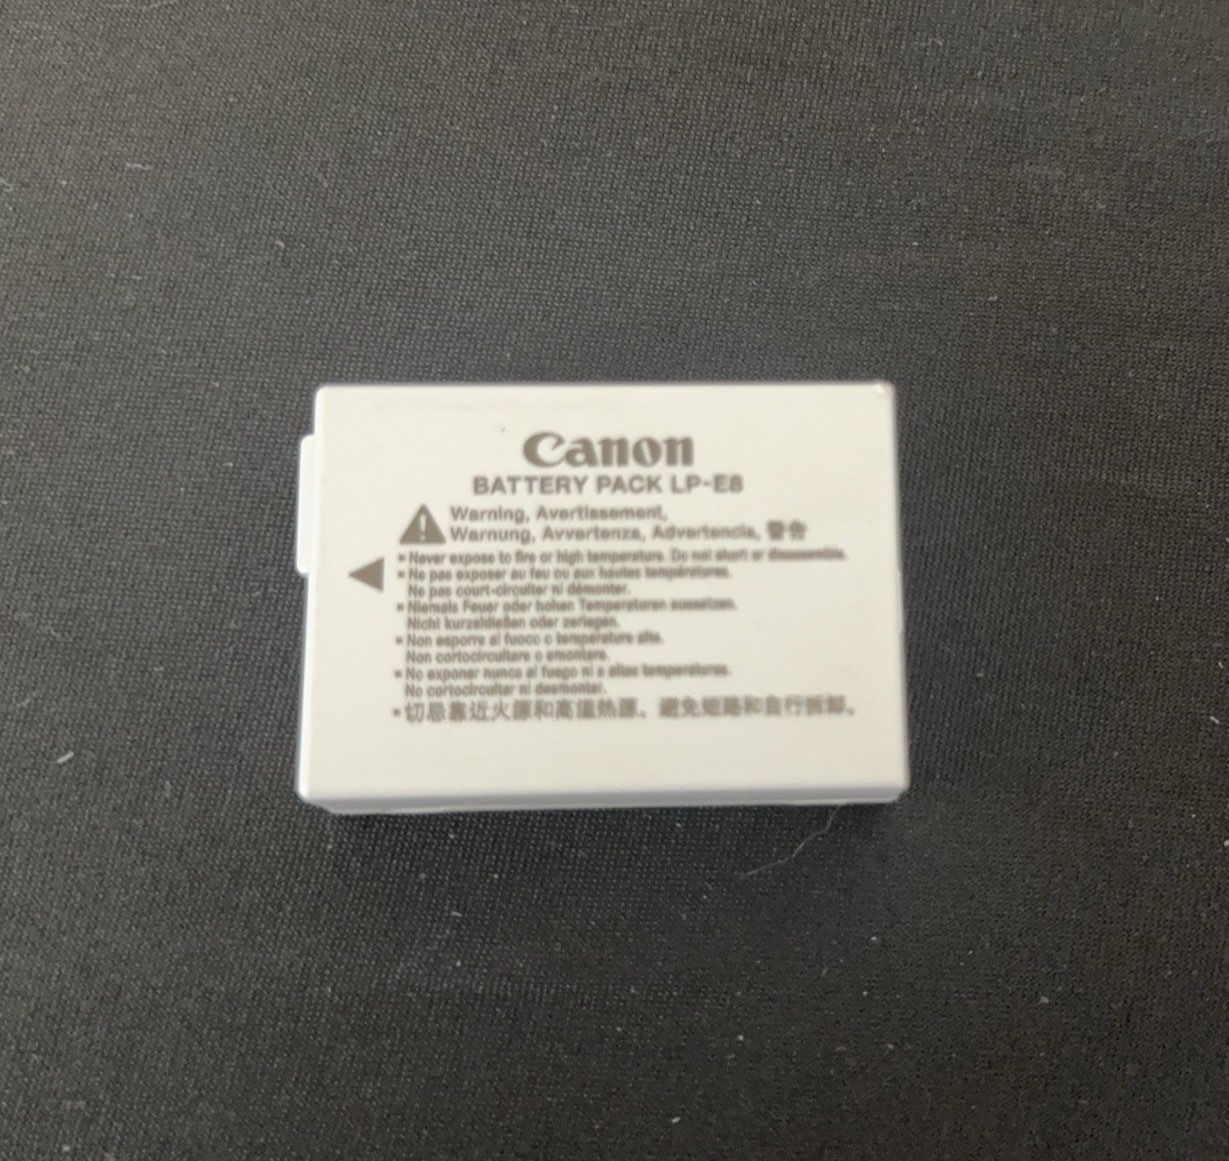 Canon
BATTERY PACK LP-E8
Warning, Avertissement,
Warnung, Avvertenza, Advertencia, 警告
• Never expose to fire or high temperature. Do not short or disassemble.
• Ne pas exposer au feu ou aux hautes températures.
Ne pas court-circuiter ni démonter.
• Niemals Feuer oder hohen Temperaturen aussetzen.
Nicht kurzshließen oder zerlegen.
• Non esporre al fuoco o temperature alte.
Non cortocircuitare o smontare.
• No exponer nunca al fuego ni a altas temperaturas.
No cortocircuitar ni desmontar.
• 切忌靠近火源和高温热源。避免短路和自行拆卸。